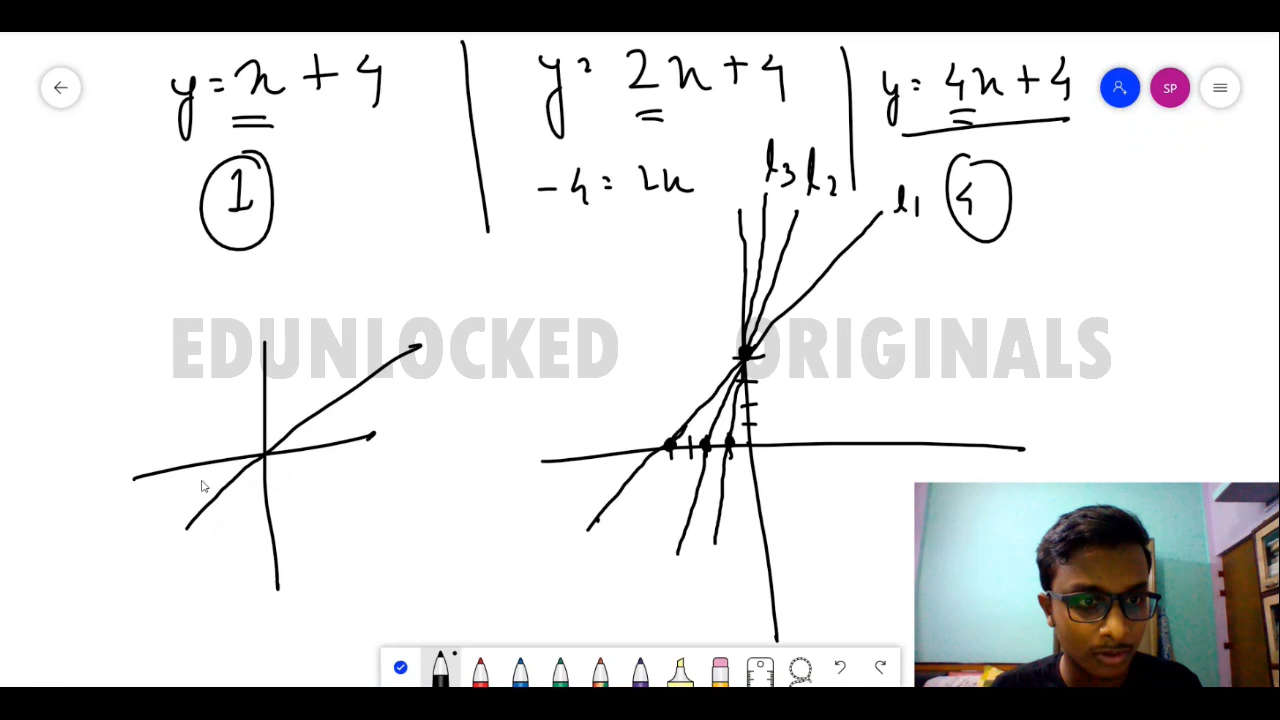 y = x + 4
y = 2x + 4
y = 4x + 4
SP
1
-4 = 2x
l3 l2
l1
4
EDUNLOCKED ORIGINALS